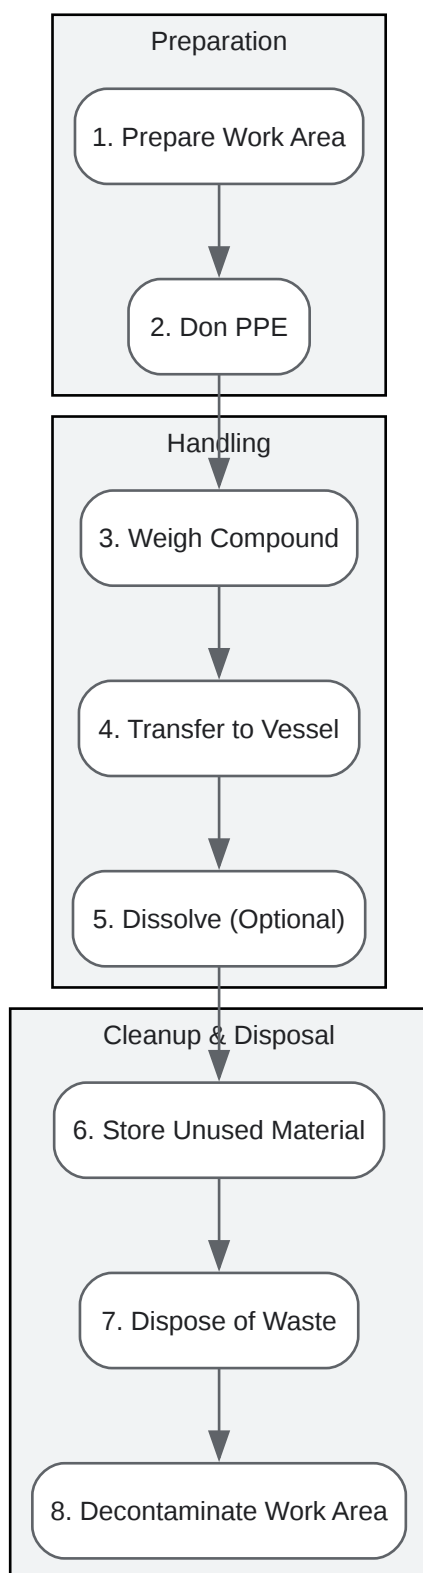 Preparation
1. Prepare Work Area
2. Don PPE
Handling
3. Weigh Compound
4. Transfer to Vessel
5. Dissolve (Optional)
Cleanup & Disposal
6. Store Unused Material
7. Dispose of Waste
8. Decontaminate Work Area